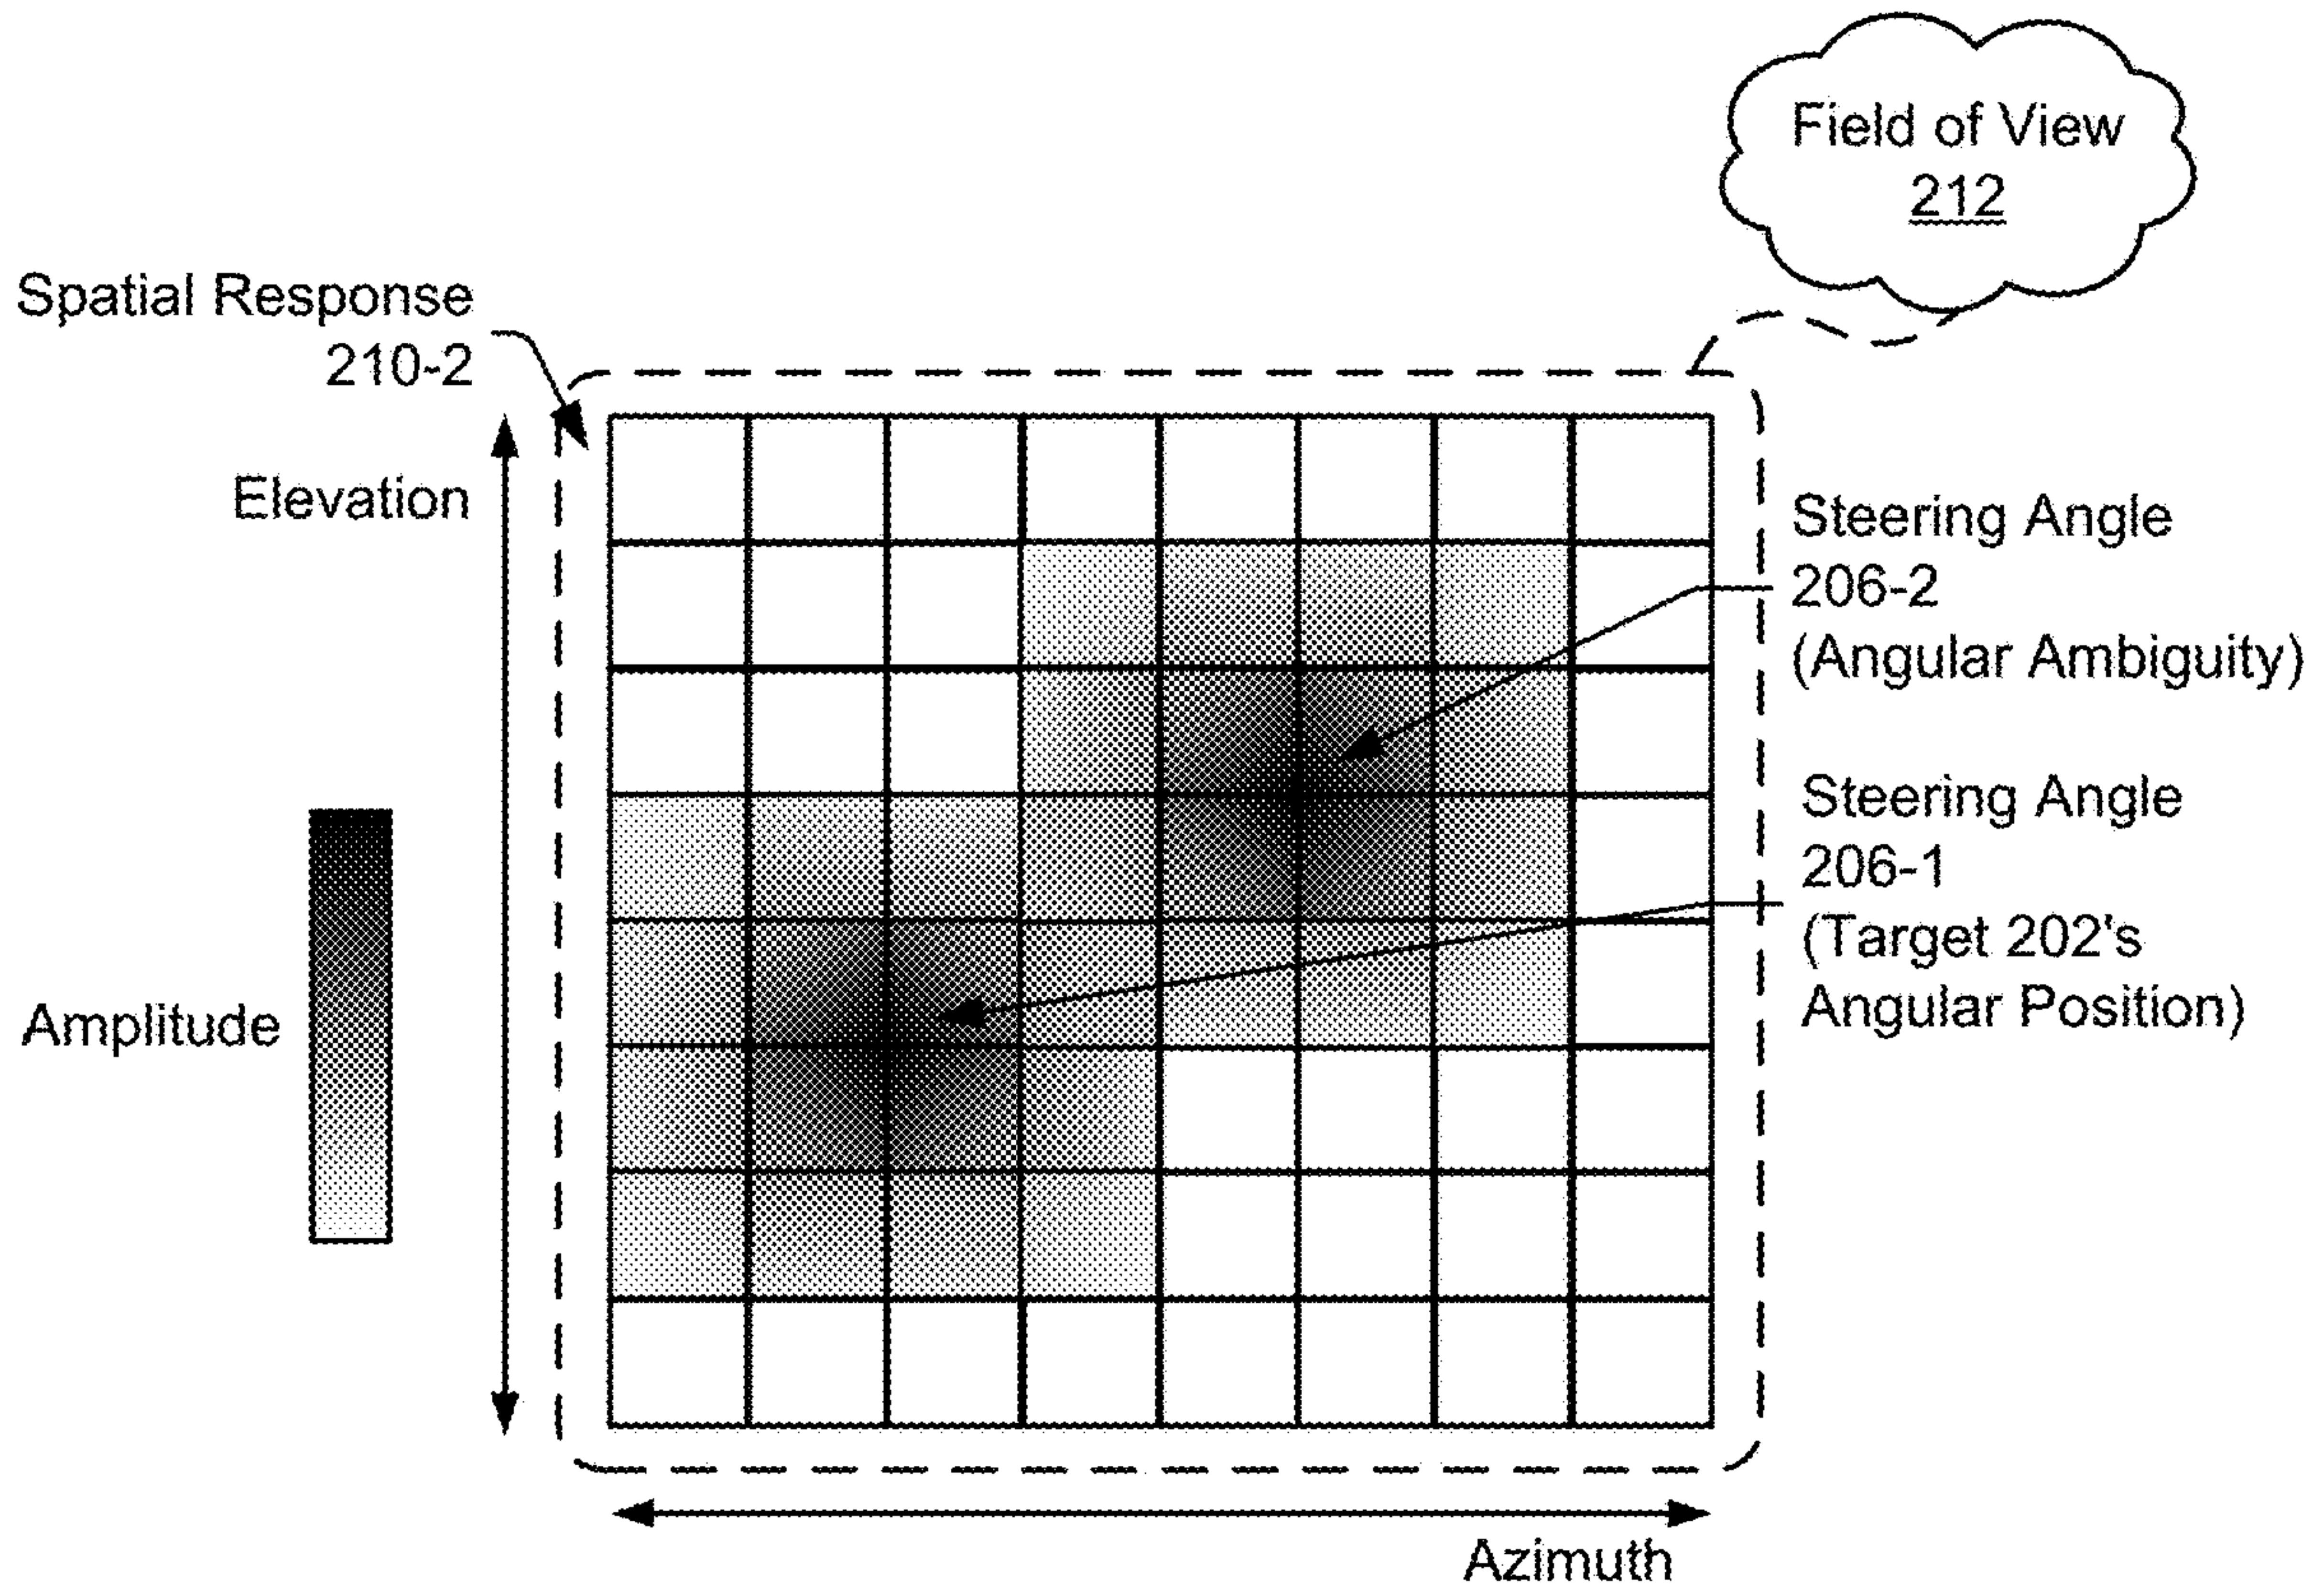 Field of View
212
Spatial Response
210-2
Elevation
Steering Angle
206-2
(Angular Ambiguity)
Steering Angle
206-1
(Target 202's
Angular Position)
Amplitude
Azimuth